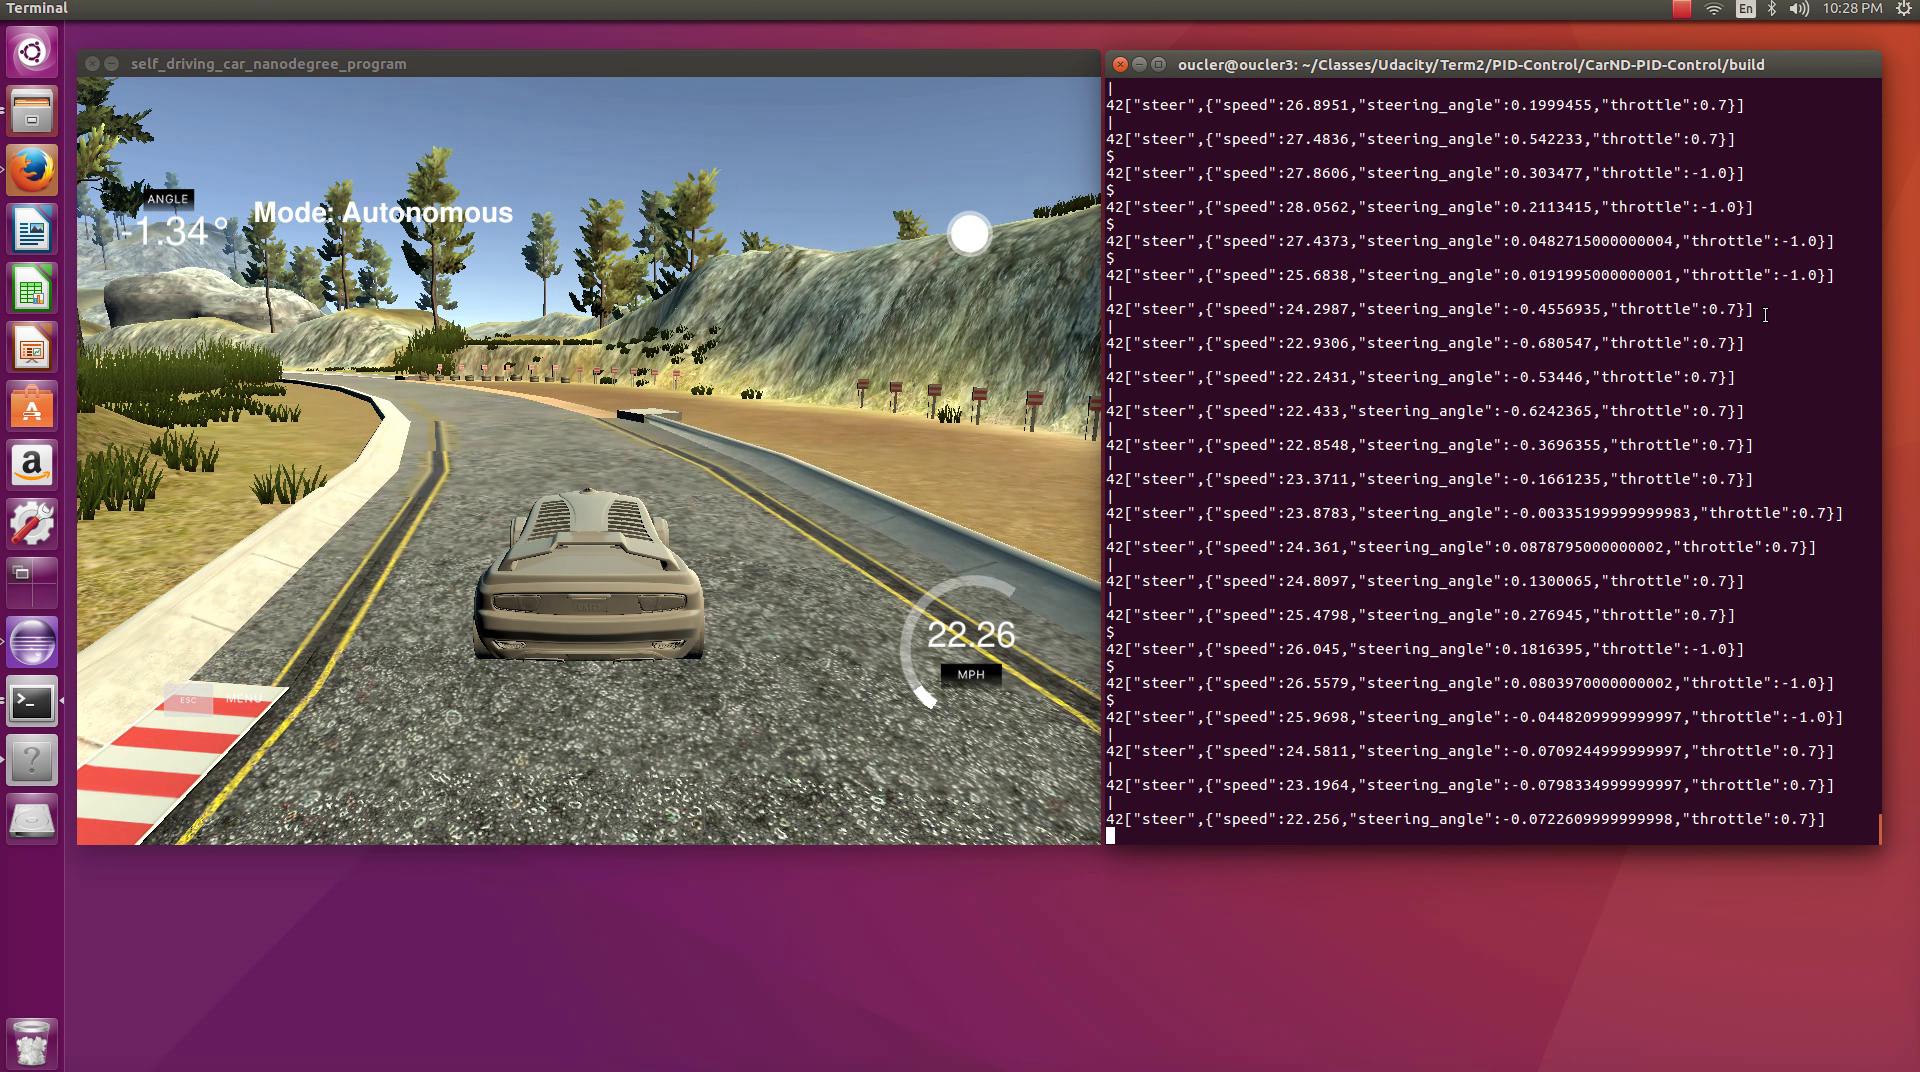 Terminal
En
10:28 PM
self_driving_car_nanodegree_program
ANGLE
-1.34°
Mode: Autonomous
22.26
MPH
ESC
MENU
oucler@oucler3: ~/Classes/Udacity/Term2/PID-Control/CarND-PID-Control/build
|
42["steer",{"speed":26.8951,"steering_angle":0.1999455,"throttle":0.7}]
|
42["steer",{"speed":27.4836,"steering_angle":0.542233,"throttle":0.7}]
$
42["steer",{"speed":27.8606,"steering_angle":0.303477,"throttle":-1.0}]
$
42["steer",{"speed":28.0562,"steering_angle":0.2113415,"throttle":-1.0}]
$
42["steer",{"speed":27.4373,"steering_angle":0.0482715000000004,"throttle":-1.0}]
$
42["steer",{"speed":25.6838,"steering_angle":0.0191995000000001,"throttle":-1.0}]
|
42["steer",{"speed":24.2987,"steering_angle":-0.4556935,"throttle":0.7}]
|
42["steer",{"speed":22.9306,"steering_angle":-0.680547,"throttle":0.7}]
|
42["steer",{"speed":22.2431,"steering_angle":-0.53446,"throttle":0.7}]
|
42["steer",{"speed":22.433,"steering_angle":-0.6242365,"throttle":0.7}]
|
42["steer",{"speed":22.8548,"steering_angle":-0.3696355,"throttle":0.7}]
|
42["steer",{"speed":23.3711,"steering_angle":-0.1661235,"throttle":0.7}]
|
42["steer",{"speed":23.8783,"steering_angle":-0.00335199999999983,"throttle":0.7}]
|
42["steer",{"speed":24.361,"steering_angle":0.0878795000000002,"throttle":0.7}]
|
42["steer",{"speed":24.8097,"steering_angle":0.1300065,"throttle":0.7}]
|
42["steer",{"speed":25.4798,"steering_angle":0.276945,"throttle":0.7}]
$
42["steer",{"speed":26.045,"steering_angle":0.1816395,"throttle":-1.0}]
$
42["steer",{"speed":26.5579,"steering_angle":0.0803970000000002,"throttle":-1.0}]
$
42["steer",{"speed":25.9698,"steering_angle":-0.0448209999999997,"throttle":-1.0}]
|
42["steer",{"speed":24.5811,"steering_angle":-0.0709244999999997,"throttle":0.7}]
|
42["steer",{"speed":23.1964,"steering_angle":-0.0798334999999997,"throttle":0.7}]
|
42["steer",{"speed":22.256,"steering_angle":-0.0722609999999998,"throttle":0.7}]